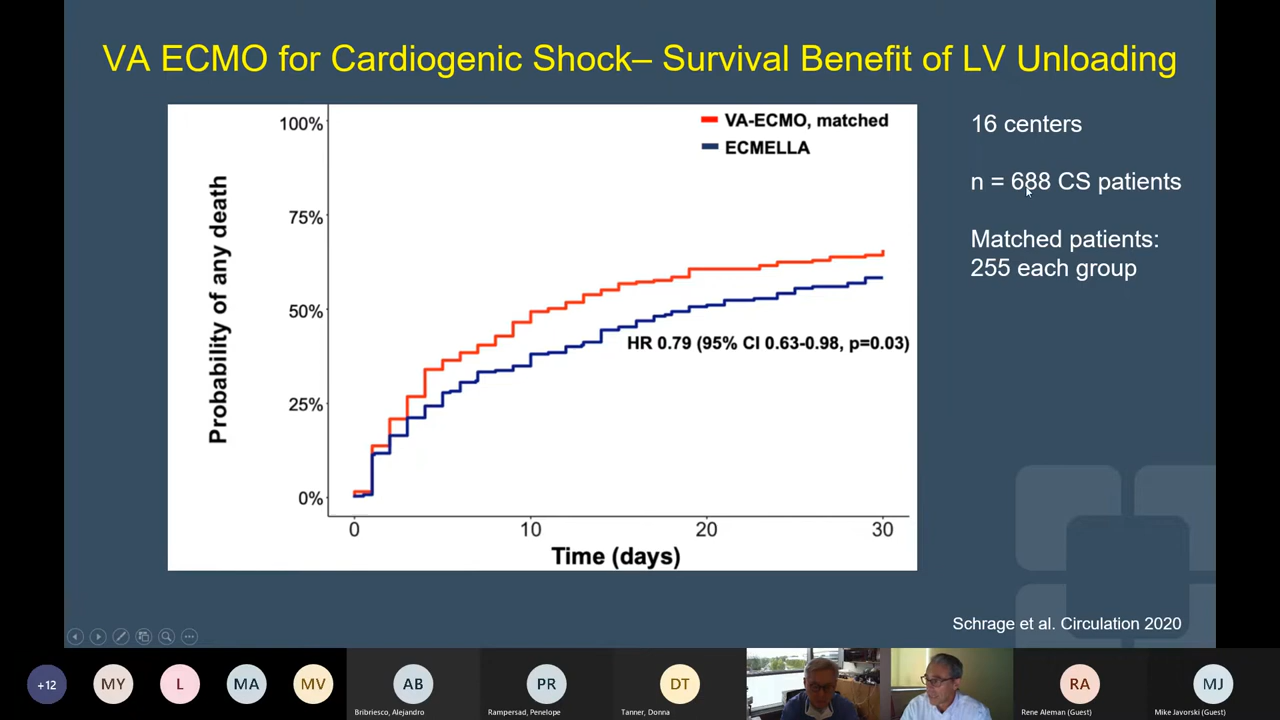 VA ECMO for Cardiogenic Shock– Survival Benefit of LV Unloading
VA-ECMO, matched
ECMELLA
100%
75%
50%
25%
0%
Probability of any death
HR 0.79 (95% CI 0.63-0.98, p=0.03)
0
10
20
30
Time (days)
16 centers
n = 688 CS patients
Matched patients:
255 each group
Schrage et al. Circulation 2020
+12
MY
L
MA
MV
AB
Bribriesco, Alejandro
PR
Rampersad, Penelope
DT
Tanner, Donna
RA
Rene Aleman (Guest)
MJ
Mike Javorski (Guest)